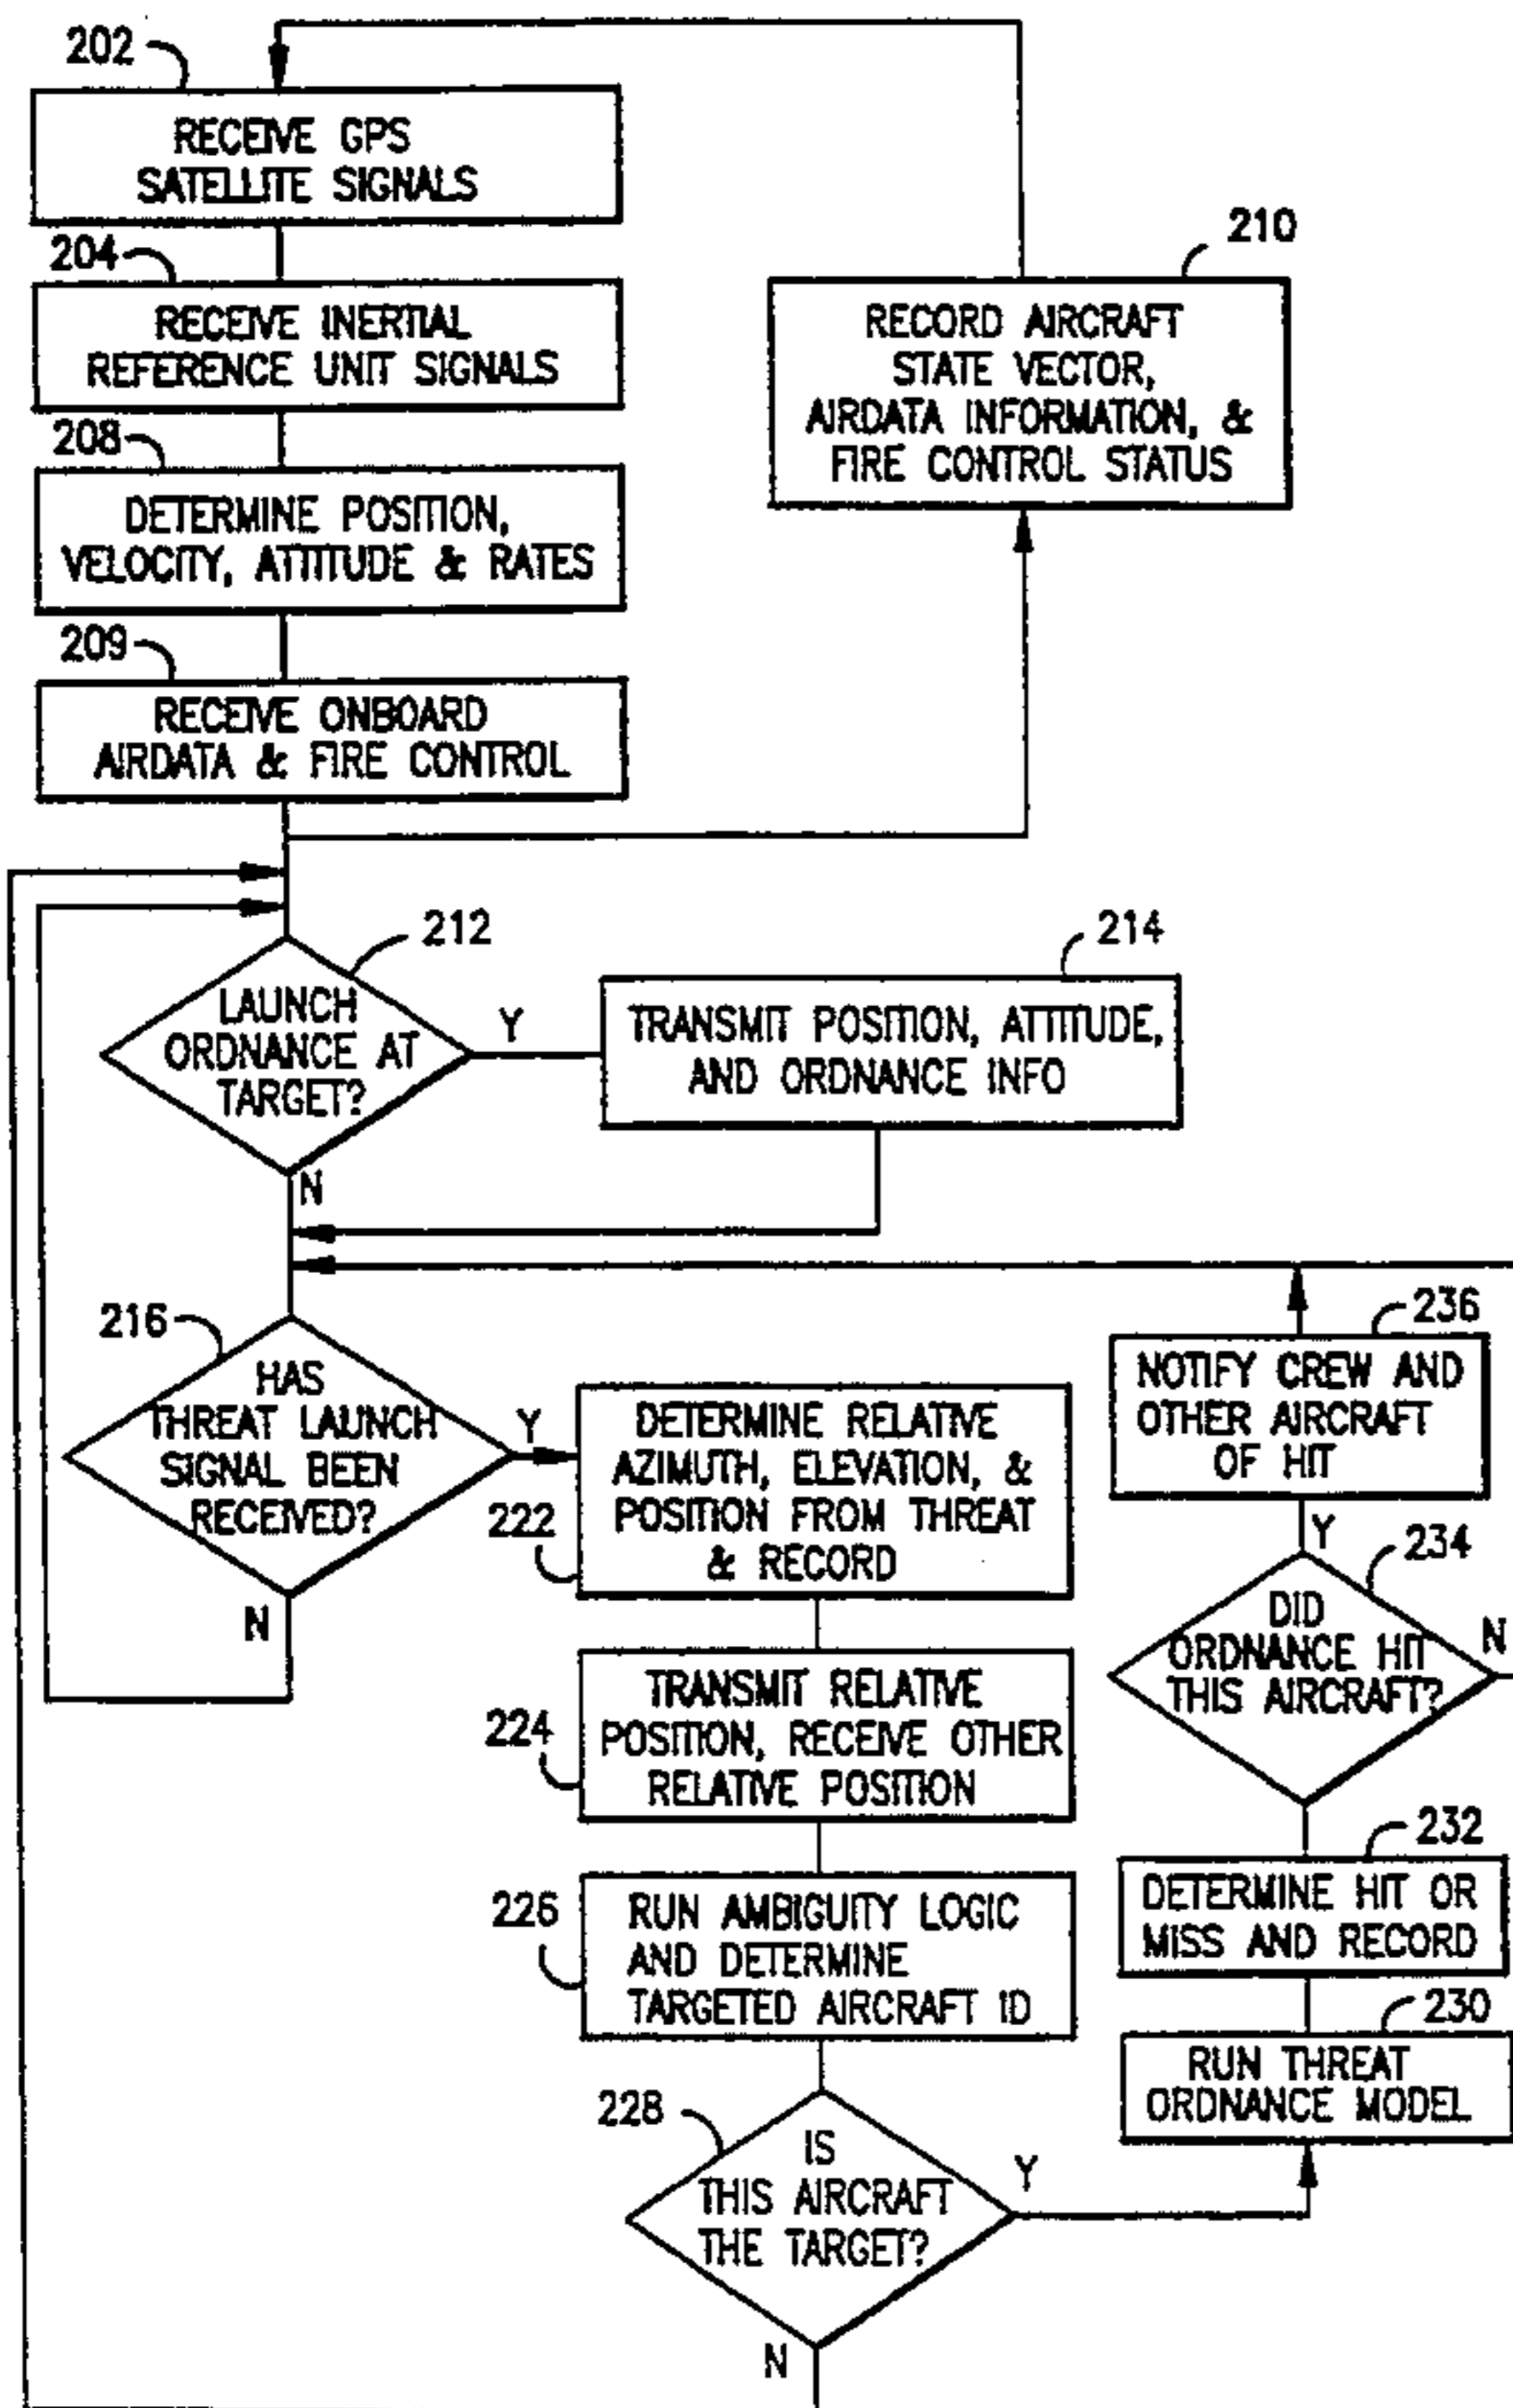 202
RECEIVE GPS
SATELLITE SIGNALS
204
RECEIVE INERTIAL
REFERENCE UNIT SIGNALS
208
DETERMINE POSITION,
VELOCITY, ATTITUDE & RATES
209
RECEIVE ONBOARD
AIRDATA & FIRE CONTROL
210
RECORD AIRCRAFT
STATE VECTOR,
AIRDATA INFORMATION, &
FIRE CONTROL STATUS
212
LAUNCH
ORDNANCE AT
TARGET?
Y
N
214
TRANSMIT POSITION, ATTITUDE,
AND ORDNANCE INFO
216
HAS
THREAT LAUNCH
SIGNAL BEEN
RECEIVED?
Y
N
222
DETERMINE RELATIVE
AZIMUTH, ELEVATION, &
POSITION FROM THREAT
& RECORD
224
TRANSMIT RELATIVE
POSITION, RECEIVE OTHER
RELATIVE POSITION
226
RUN AMBIGUITY LOGIC
AND DETERMINE
TARGETED AIRCRAFT ID
228
IS
THIS AIRCRAFT
THE TARGET?
Y
N
236
NOTIFY CREW AND
OTHER AIRCRAFT
OF HIT
Y
234
DID
ORDNANCE HIT
THIS AIRCRAFT?
N
232
DETERMINE HIT OR
MISS AND RECORD
230
RUN THREAT
ORDNANCE MODEL